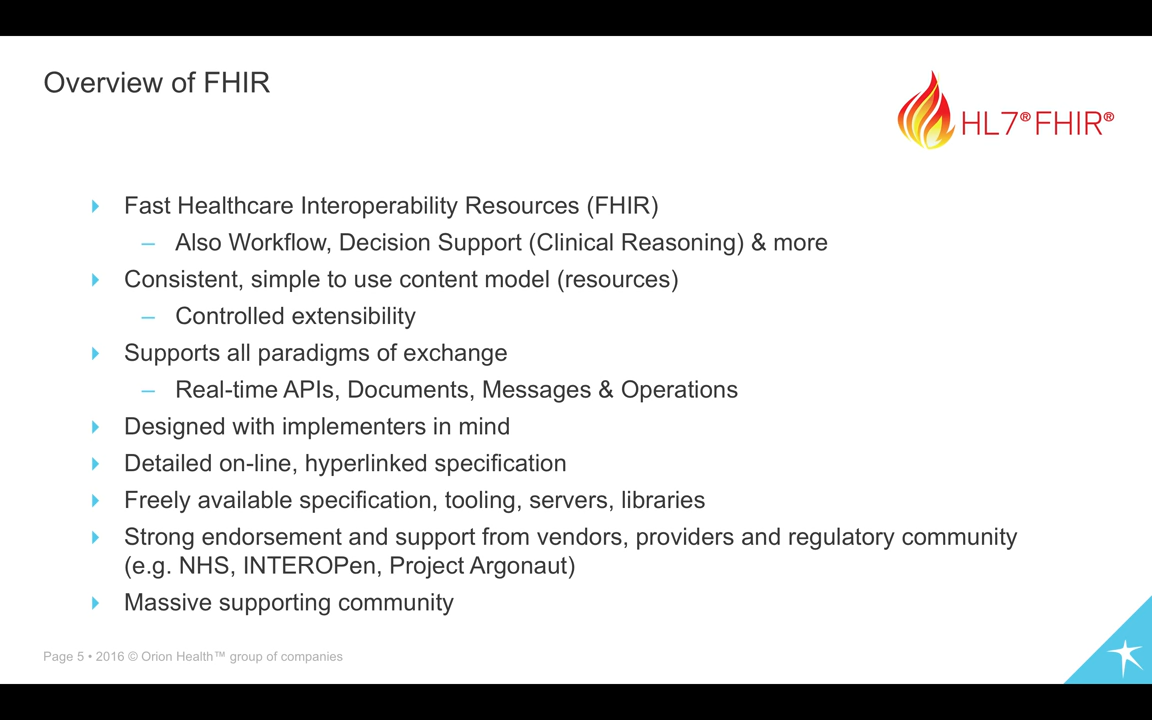 Overview of FHIR
HL7® FHIR®
Fast Healthcare Interoperability Resources (FHIR)
– Also Workflow, Decision Support (Clinical Reasoning) & more
Consistent, simple to use content model (resources)
– Controlled extensibility
Supports all paradigms of exchange
– Real-time APIs, Documents, Messages & Operations
Designed with implementers in mind
Detailed on-line, hyperlinked specification
Freely available specification, tooling, servers, libraries
Strong endorsement and support from vendors, providers and regulatory community
(e.g. NHS, INTEROPen, Project Argonaut)
Massive supporting community
Page 5 • 2016 © Orion Health™ group of companies